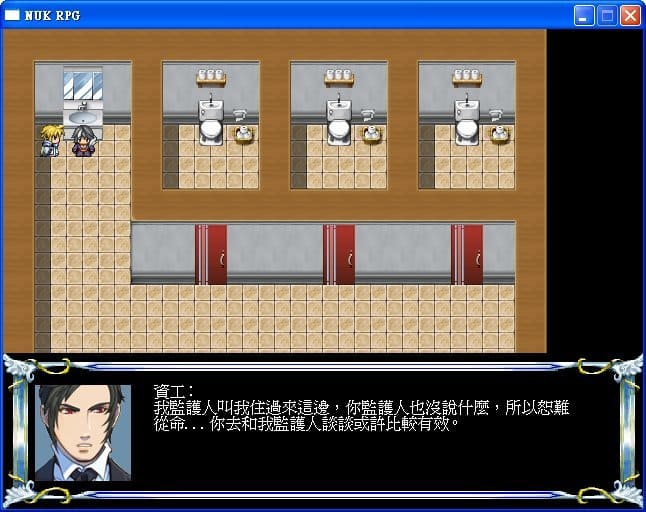 NUK RPG
資工:
我監護人叫我住過來這邊，你監護人也沒說什麼，所以恕難
從命...你去和我監護人談談或許比較有效。